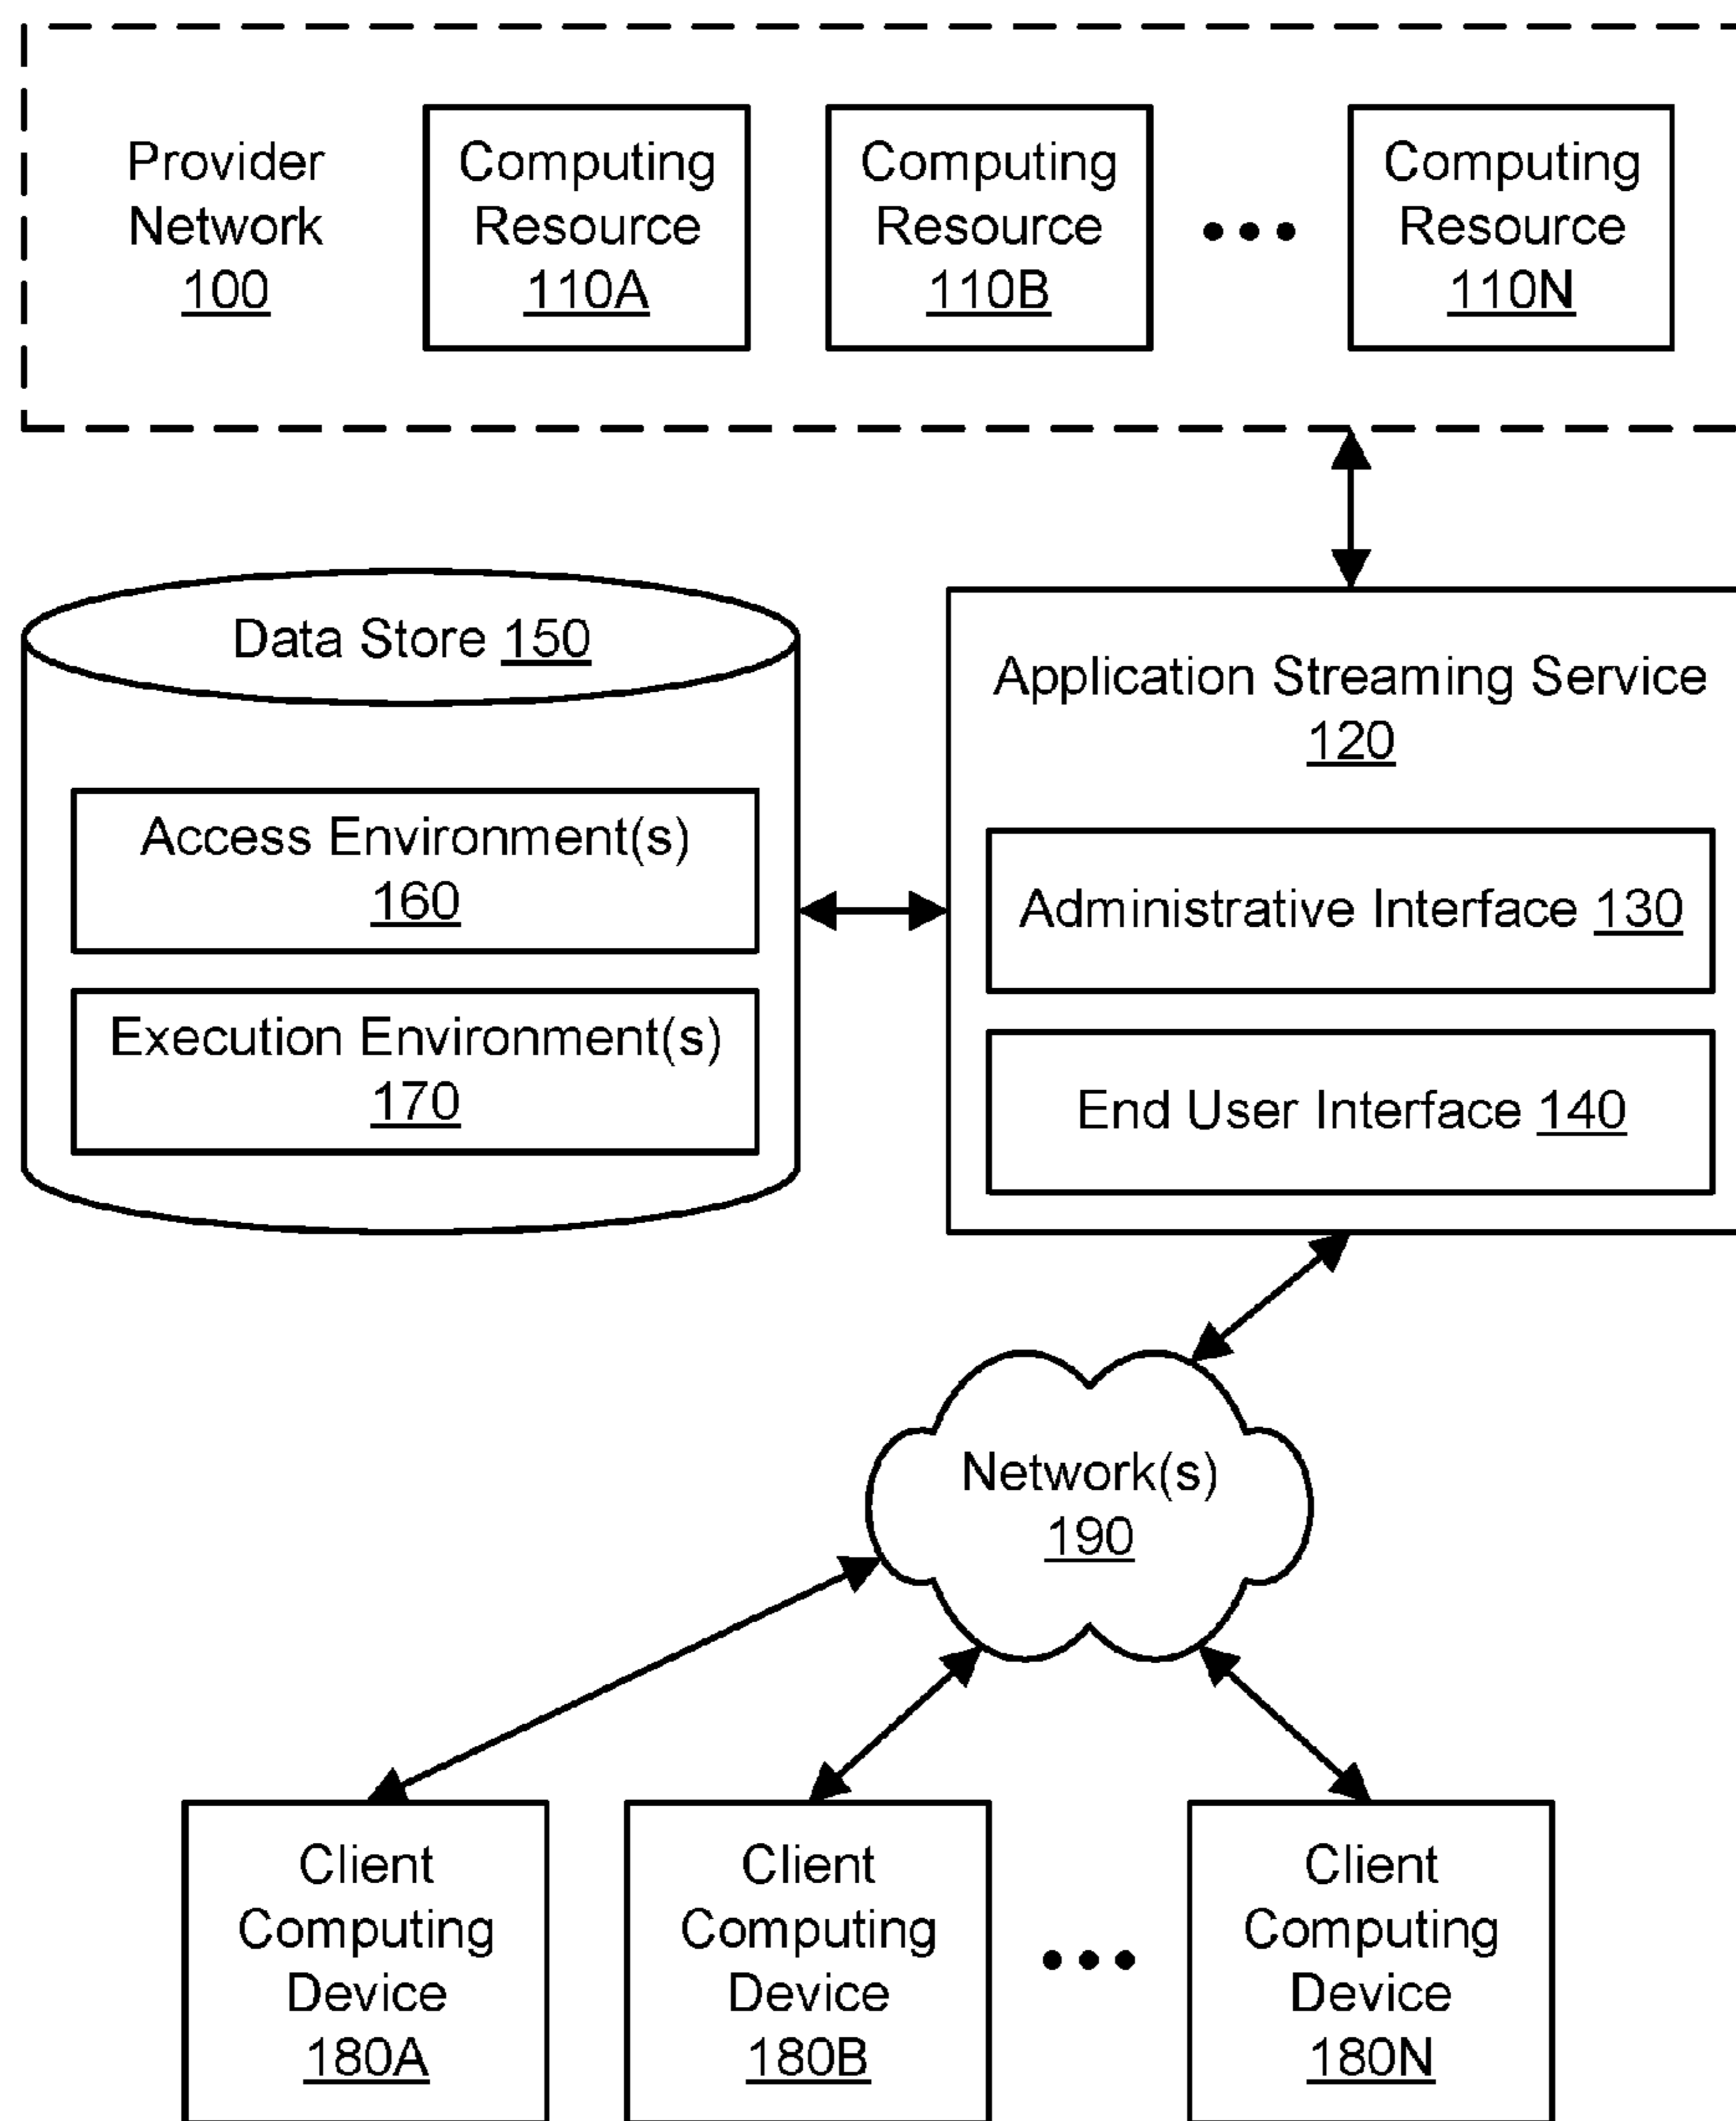 Provider
Network
100
Computing
Resource
110A
Computing
Resource
110B
Computing
Resource
110N
Data Store 150
Access Environment(s)
160
Execution Environment(s)
170
Application Streaming Service
120
Administrative Interface 130
End User Interface 140
Network(s)
190
Client
Computing
Device
180A
Client
Computing
Device
180B
Client
Computing
Device
180N